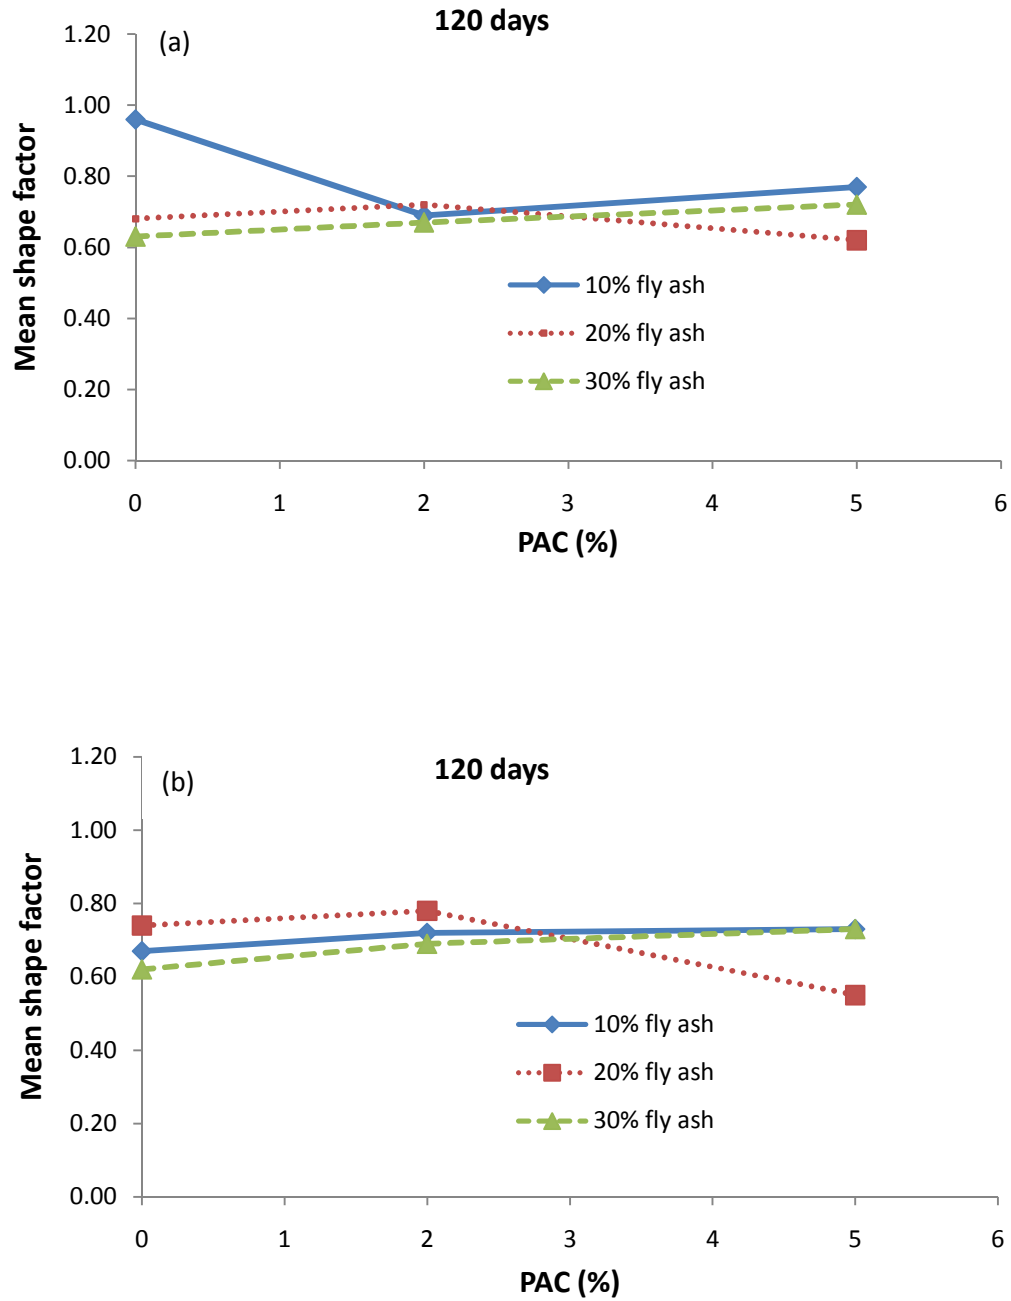 120 days
(a)
1.20
1.00
0.80
0.60
0.40
0.20
0.00
Mean shape factor
10% fly ash
20% fly ash
30% fly ash
0 1 2 3 4 5 6
PAC (%)
120 days
(b)
1.20
1.00
0.80
0.60
0.40
0.20
0.00
Mean shape factor
10% fly ash
20% fly ash
30% fly ash
0 1 2 3 4 5 6
PAC (%)